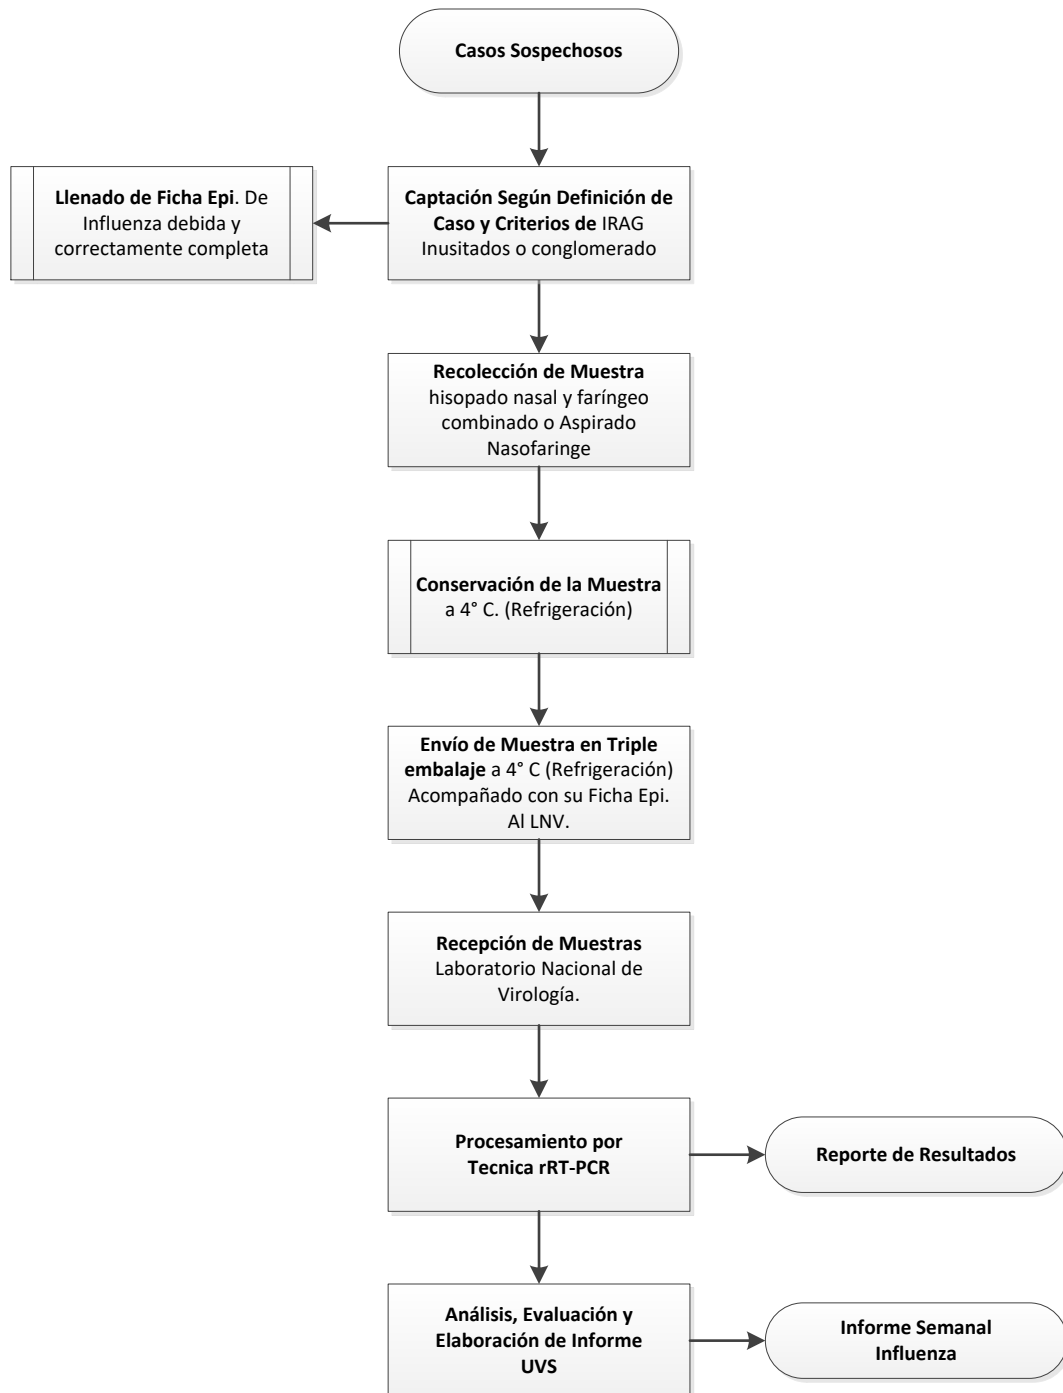 Casos Sospechosos
Llenado de Ficha Epi. De
Influenza debida y
correctamente completa
Captación Según Definición de
Caso y Criterios de IRAG
Inusitados o conglomerado
Recolección de Muestra
hisopado nasal y faríngeo
combinado o Aspirado
Nasofaringe
Conservación de la Muestra
a 4° C. (Refrigeración)
Envío de Muestra en Triple
embalaje a 4° C (Refrigeración)
Acompañado con su Ficha Epi.
Al LNV.
Recepción de Muestras
Laboratorio Nacional de
Virología.
Procesamiento por
Tecnica rRT-PCR
Reporte de Resultados
Análisis, Evaluación y
Elaboración de Informe
UVS
Informe Semanal
Influenza